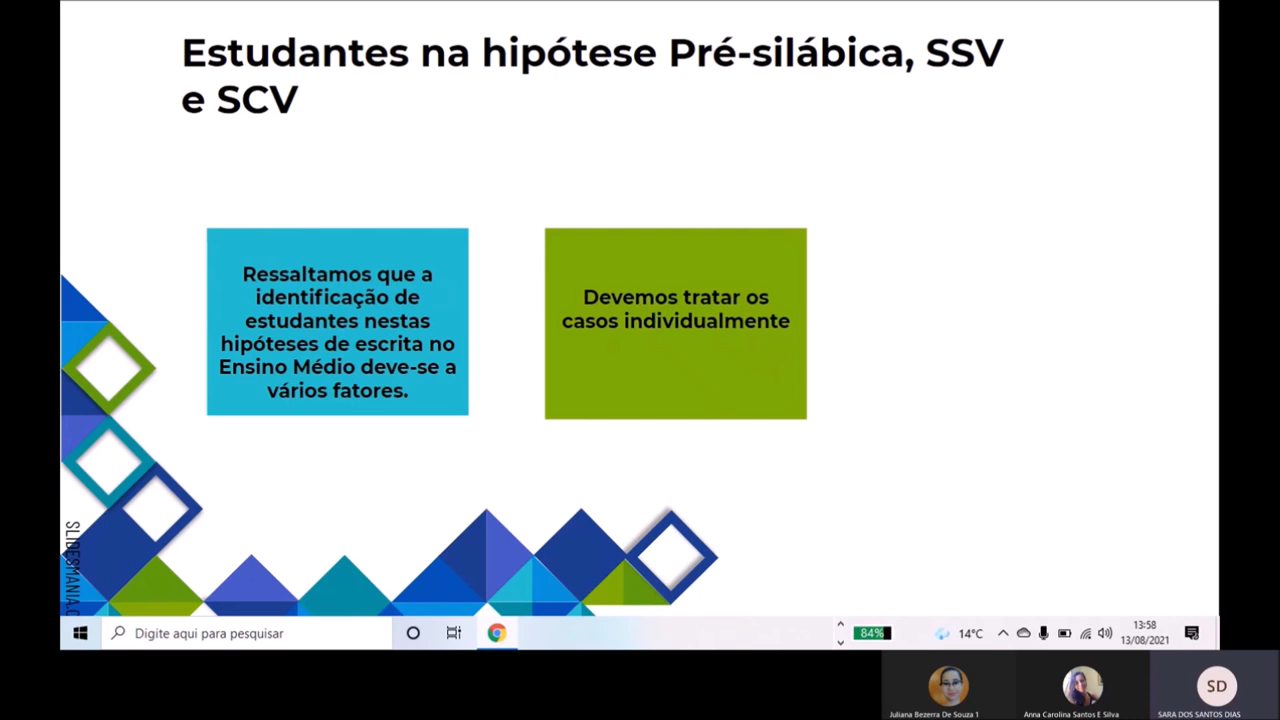 Estudantes na hipótese Pré-silábica, SSV
e SCV
Ressaltamos que a
identificação de
estudantes nestas
hipóteses de escrita no
Ensino Médio deve-se a
vários fatores.
Devemos tratar os
casos individualmente
SLIDESMANIA.C
Digite aqui para pesquisar
84%
14°C
13:58
13/08/2021
SD
Juliana Bezerra De Souza 1
Anna Carolina Santos E Silva
SARA DOS SANTOS DIAS